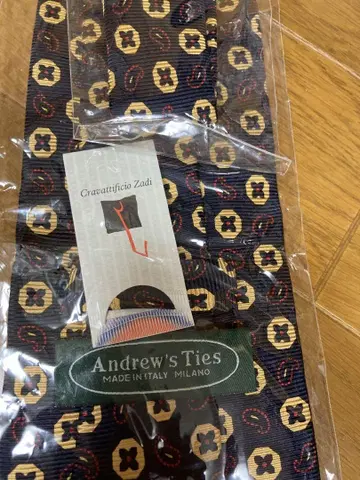 Cravattificio Zadi
Andrew's Ties
MADE IN ITALY MILANO